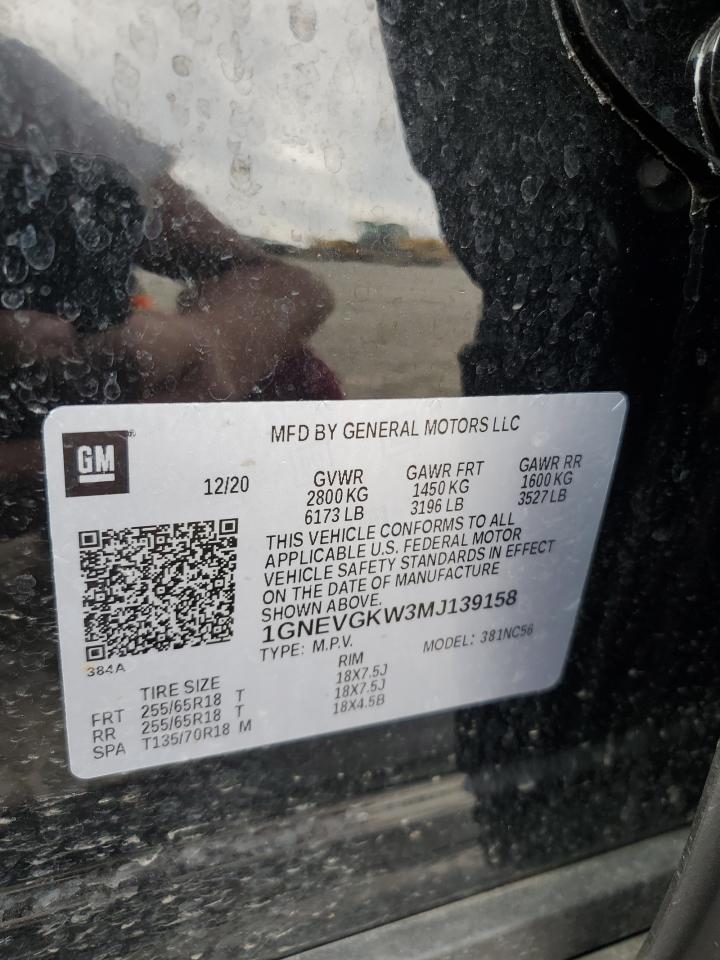 GM
MFD BY GENERAL MOTORS LLC
12/20
GVWR
2800 KG
6173 LB
GAWR FRT
1450 KG
3196 LB
GAWR RR
1600 KG
3527 LB
THIS VEHICLE CONFORMS TO ALL
APPLICABLE U.S. FEDERAL MOTOR
VEHICLE SAFETY STANDARDS IN EFFECT
ON THE DATE OF MANUFACTURE
SHOWN ABOVE.
1GNEVGKW3MJ139158
TYPE: M.P.V. MODEL: 381NC56
384A
TIRE SIZE RIM
FRT 255/65R18 T 18X7.5J
RR 255/65R18 T 18X7.5J
SPA T135/70R18 M 18X4.5B